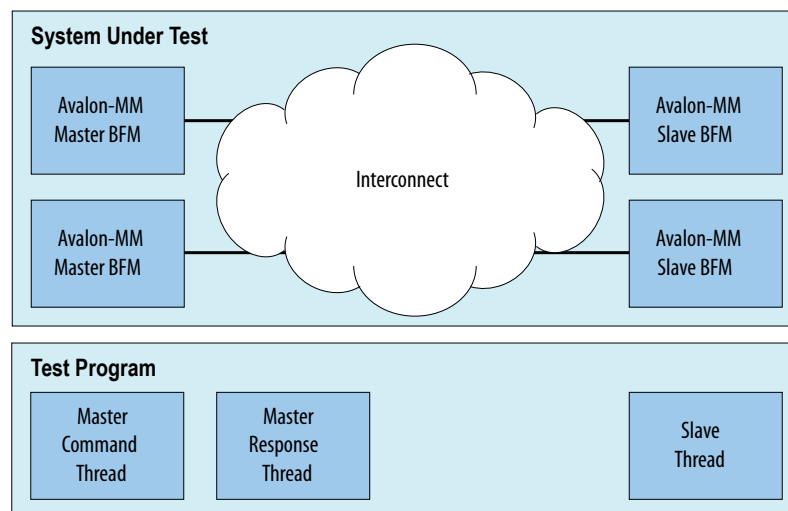 System Under Test
Avalon-MM
Master BFM
Avalon-MM
Slave BFM
Interconnect
Avalon-MM
Master BFM
Avalon-MM
Slave BFM
Test Program
Master
Command
Thread
Master
Response
Thread
Slave
Thread